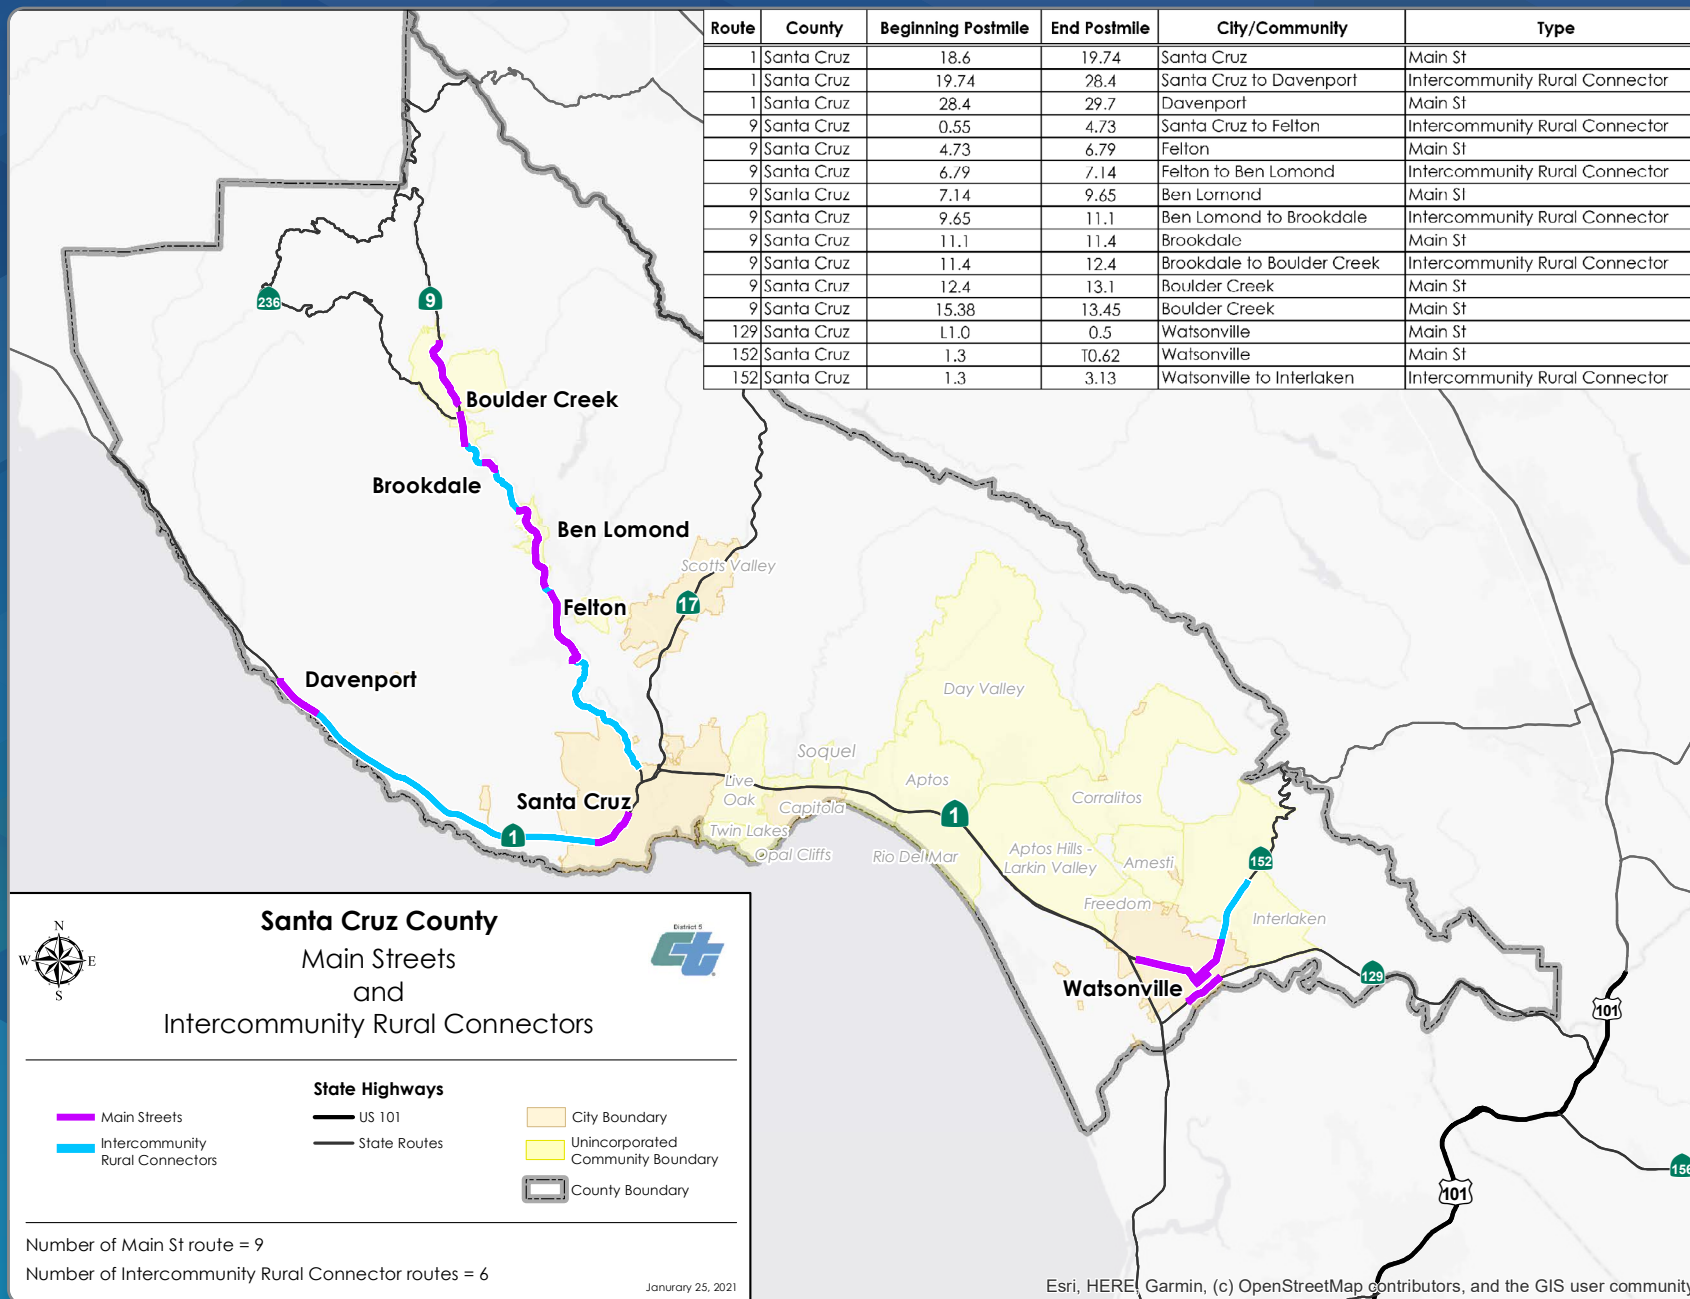 Route County Beginning Postmile End Postmile City/Community Type
1 Santa Cruz 18.6 19.74 Santa Cruz Main St
1 Santa Cruz 19.74 28.4 Santa Cruz to Davenport Intercommunity Rural Connector
1 Santa Cruz 28.4 29.7 Davenport Main St
9 Santa Cruz 0.55 4.73 Santa Cruz to Felton Intercommunity Rural Connector
9 Santa Cruz 4.73 6.79 Felton Main St
9 Santa Cruz 6.79 7.14 Felton to Ben Lomond Intercommunity Rural Connector
9 Santa Cruz 7.14 9.65 Ben Lomond Main St
9 Santa Cruz 9.65 11.1 Ben Lomond to Brookdale Intercommunity Rural Connector
9 Santa Cruz 11.1 11.4 Brookdale Main St
9 Santa Cruz 11.4 12.4 Brookdale to Boulder Creek Intercommunity Rural Connector
9 Santa Cruz 12.4 13.1 Boulder Creek Main St
9 Santa Cruz 15.38 13.45 Boulder Creek Main St
129 Santa Cruz L1.0 0.5 Watsonville Main St
152 Santa Cruz 1.3 T0.62 Watsonville Main St
152 Santa Cruz 1.3 3.13 Watsonville to Interlaken Intercommunity Rural Connector
236
9
Boulder Creek
Brookdale
Ben Lomond
Scotts Valley
17
Felton
Davenport
Day Valley
Soquel
Live
Oak
Aptos
Corralitos
Santa Cruz
Capitola
1
1
Twin Lakes
Opal Cliffs
Rio Del Mar
Aptos Hills -
Larkin Valley
Amesti
152
Freedom
Interlaken
Watsonville
129
101
156
101
N
W E
S
Santa Cruz County
Main Streets
and
Intercommunity Rural Connectors
District 5
Ct
State Highways
Main Streets
US 101
City Boundary
Intercommunity
Rural Connectors
State Routes
Unincorporated
Community Boundary
County Boundary
Number of Main St route = 9
Number of Intercommunity Rural Connector routes = 6
Janurary 25, 2021
Esri, HERE, Garmin, (c) OpenStreetMap contributors, and the GIS user community